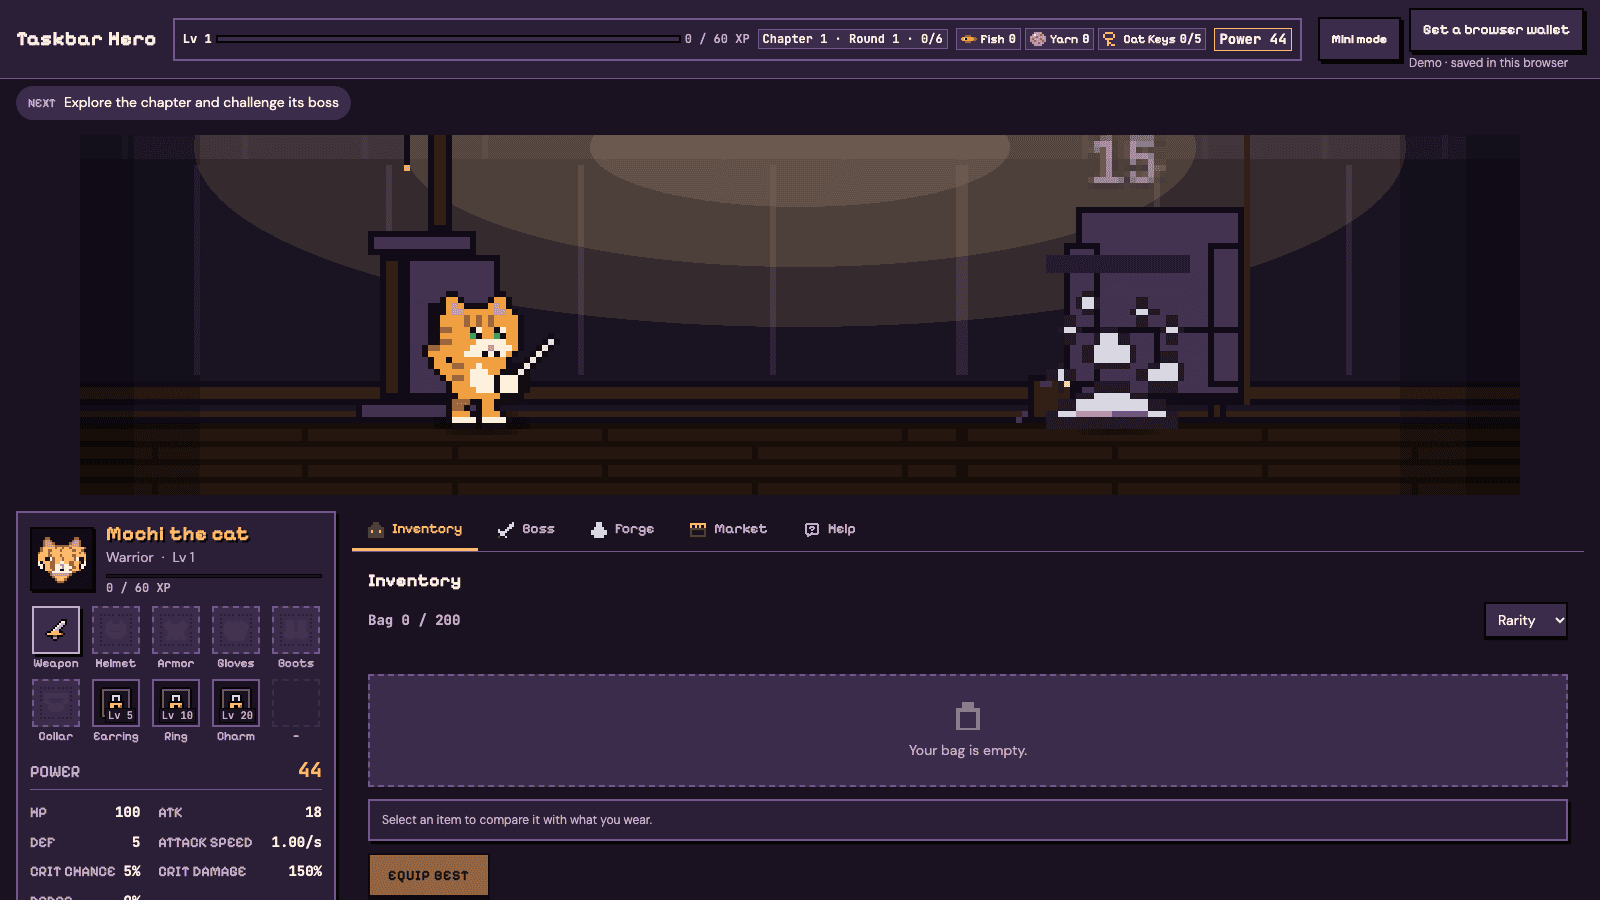 Taskbar Hero
Lv 1
0 / 60 XP
Chapter 1 · Round 1 · 0/6
Fish 0
Yarn 0
Cat Keys 0/5
Power 44
Mini mode
Get a browser wallet
Demo · saved in this browser
NEXT Explore the chapter and challenge its boss
15
Mochi the cat
Warrior · Lv 1
0 / 60 XP
Weapon
Helmet
Armor
Gloves
Boots
Lv 5
Lv 10
Lv 20
Collar
Earring
Ring
Charm
-
POWER 44
HP 100
ATK 18
DEF 5
ATTACK SPEED 1.00/s
CRIT CHANCE 5%
CRIT DAMAGE 150%
Inventory
Boss
Forge
Market
Help
Inventory
Bag 0 / 200
Rarity
Your bag is empty.
Select an item to compare it with what you wear.
EQUIP BEST